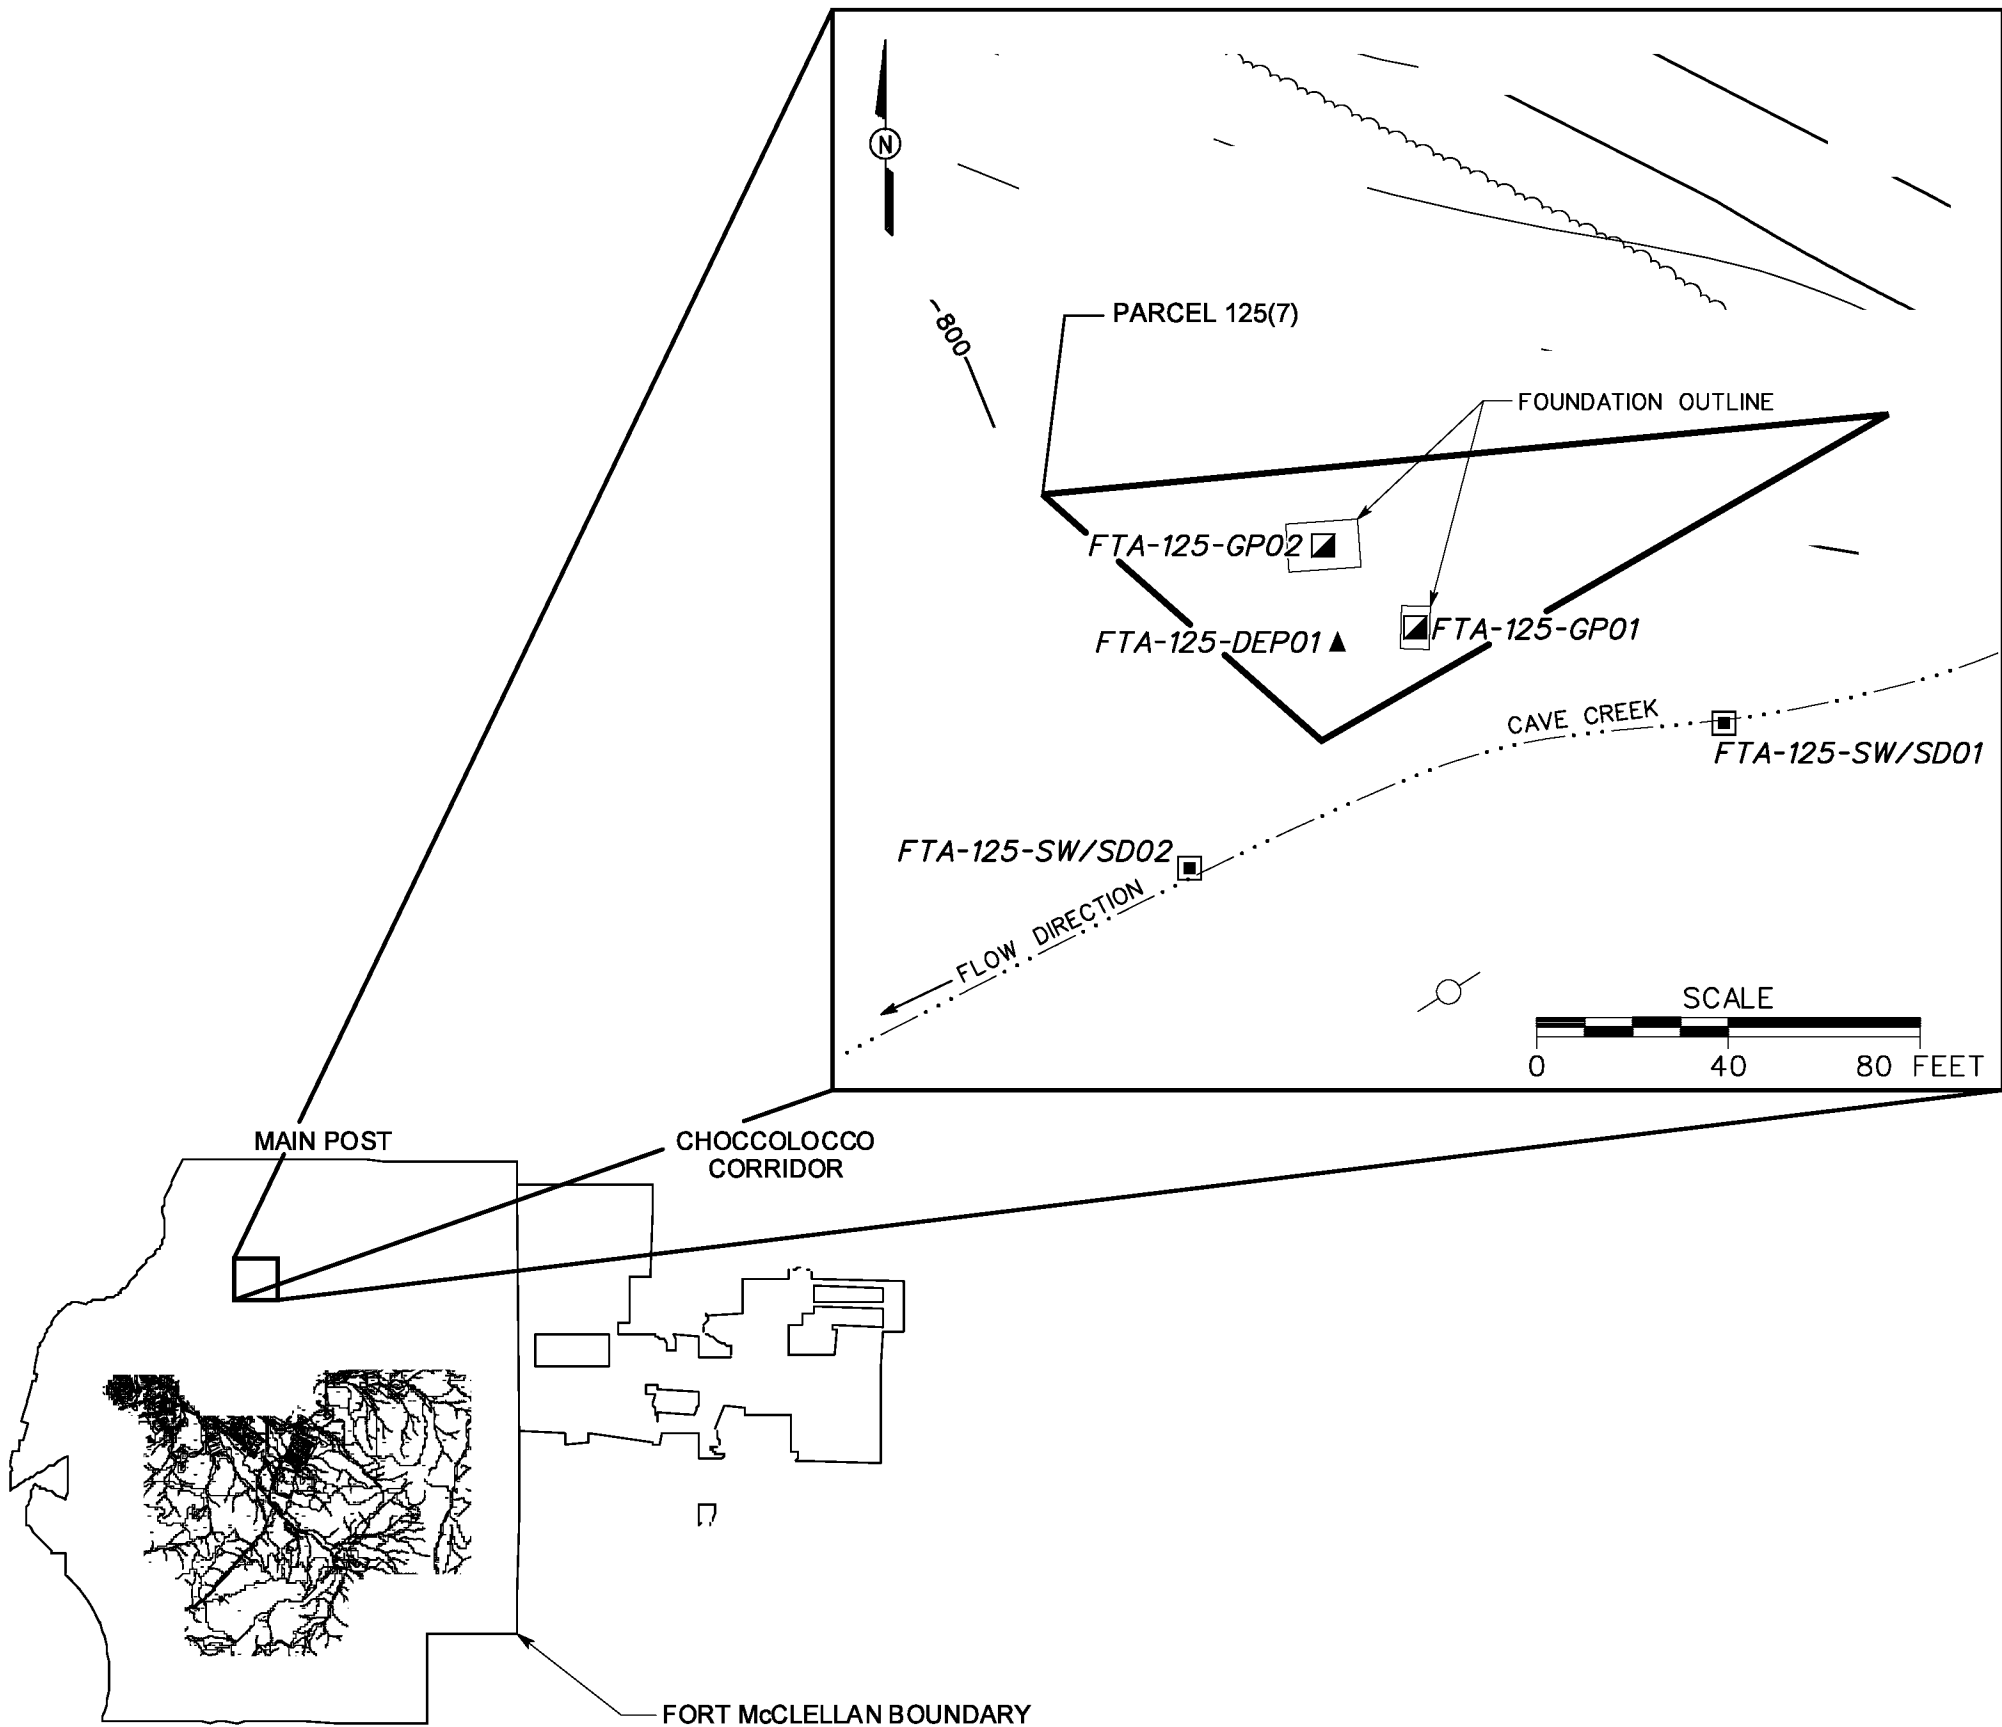 N
PARCEL 125(7)
~800
FOUNDATION OUTLINE
FTA-125-GP02
FTA-125-GP01
FTA-125-DEP01
CAVE CREEK
FTA-125-SW/SD01
FTA-125-SW/SD02
FLOW DIRECTION
SCALE
0 40 80 FEET
MAIN POST
CHOCCOLOCCO
CORRIDOR
FORT McCLELLAN BOUNDARY